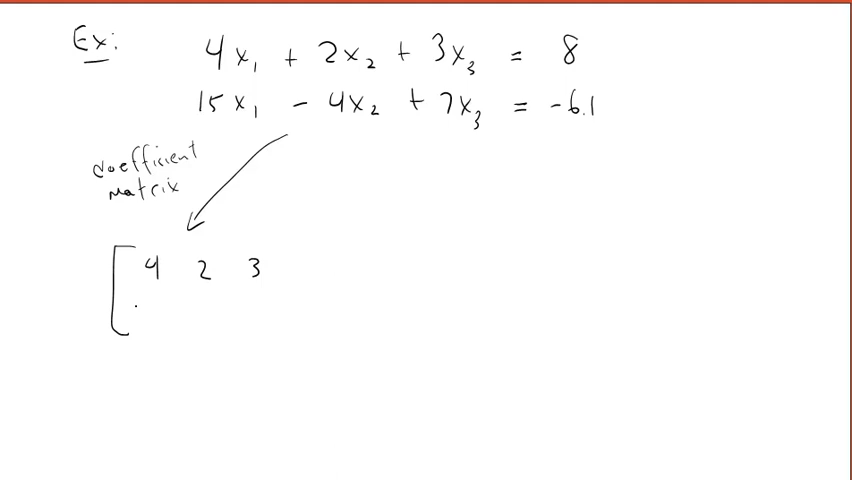 Ex: 4x₁ + 2x₂ + 3x₃ = 8
15x₁ - 4x₂ + 7x₃ = -6.1
coefficient
matrix
[ 4 2 3